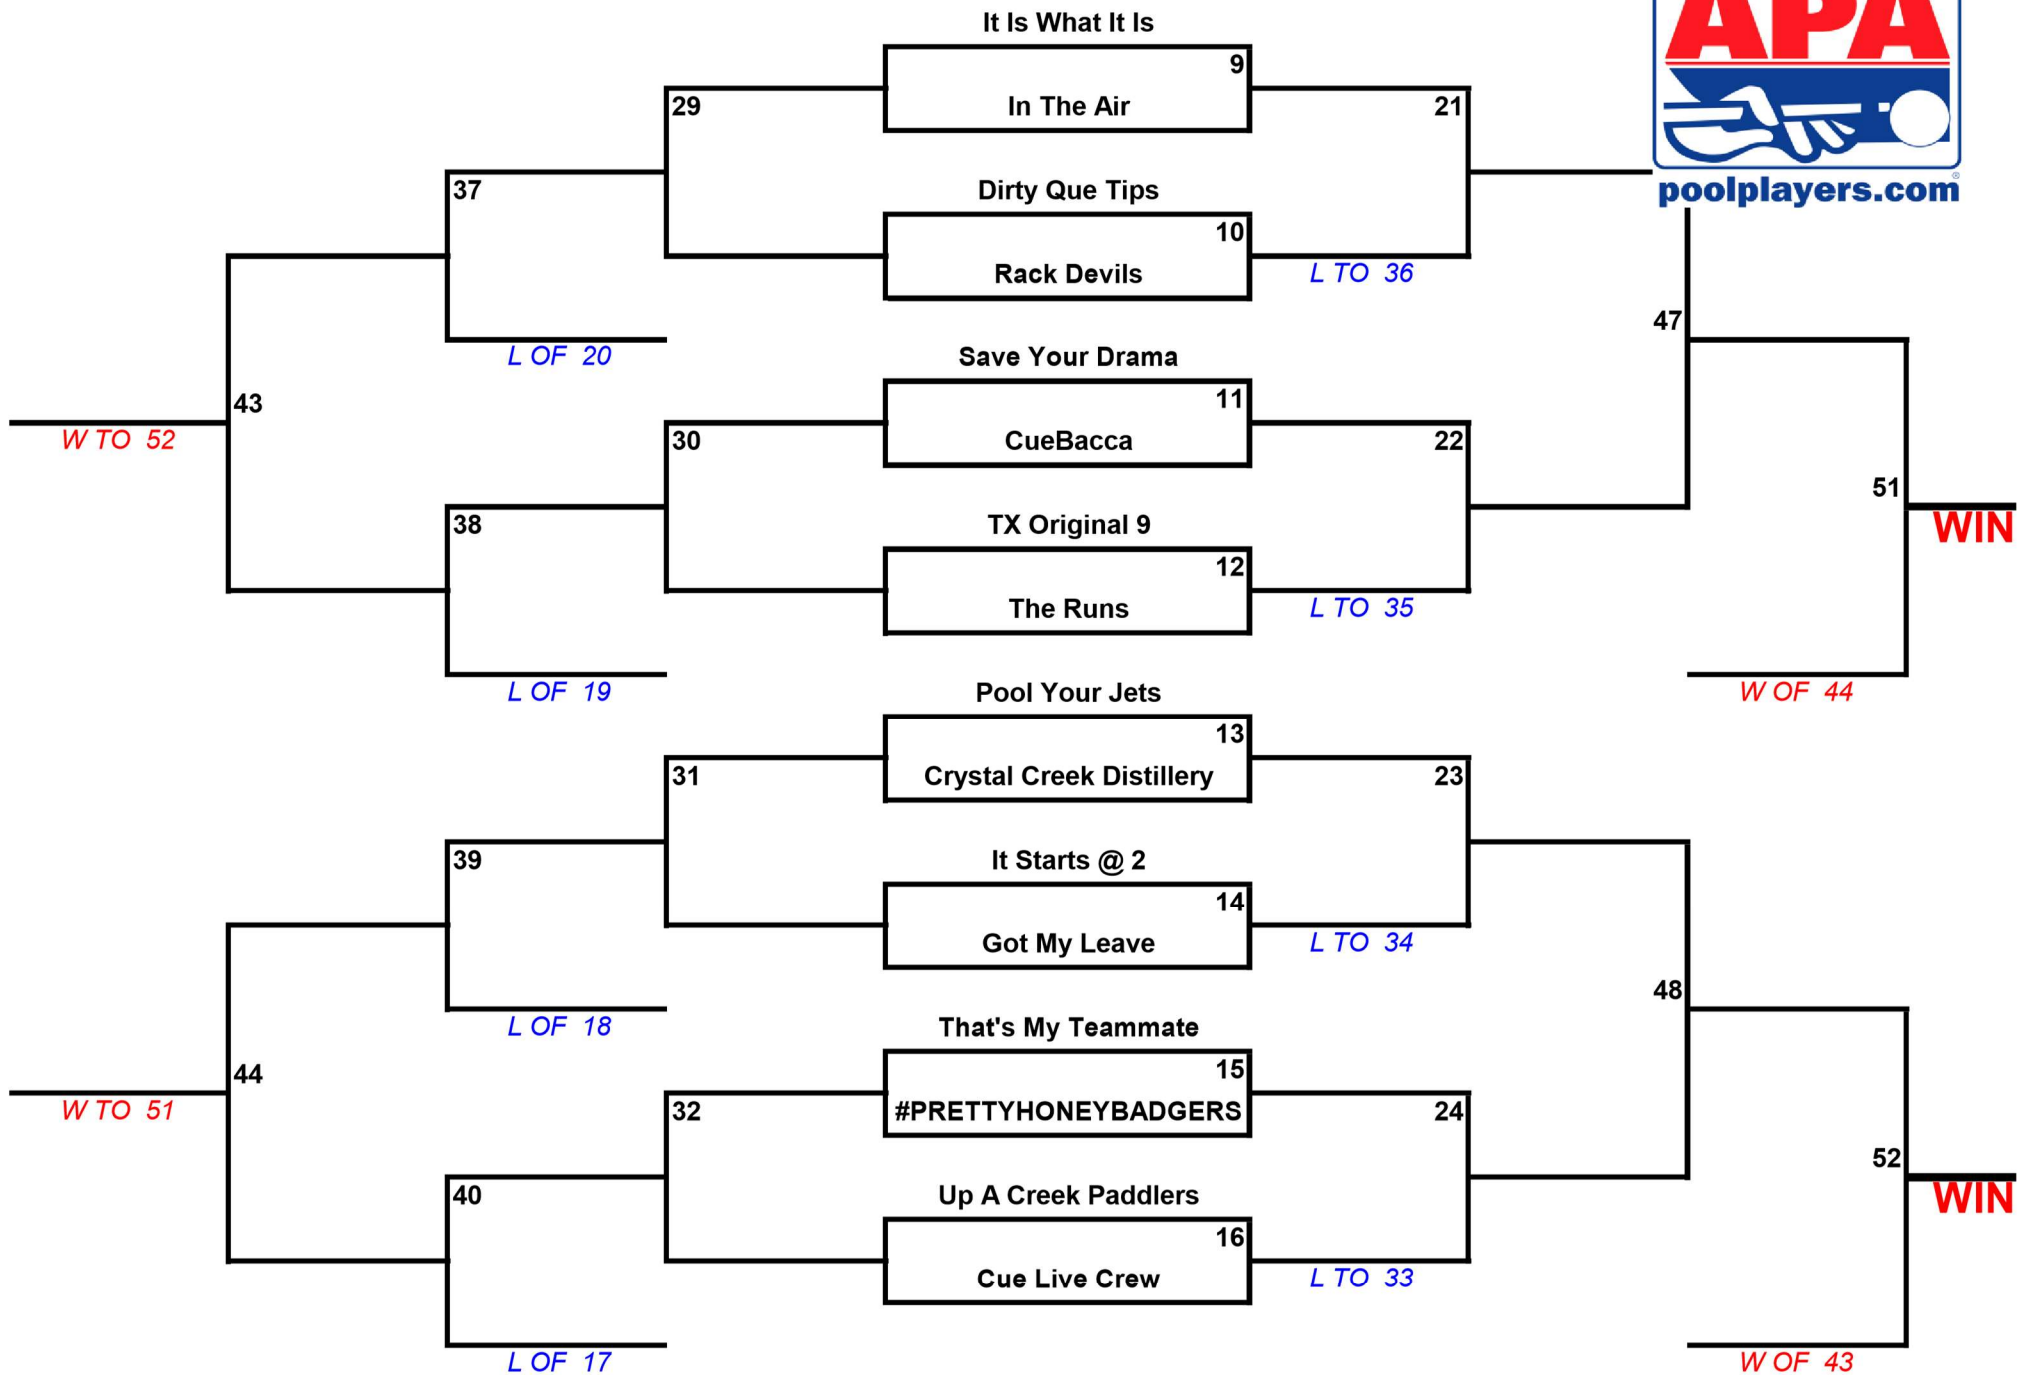 It Is What It Is
APA
9
In The Air
29
21
poolplayers.com
®
37
Dirty Que Tips
10
Rack Devils
L TO 36
47
L OF 20
Save Your Drama
43
11
W TO 52
30
CueBacca
22
51
38
TX Original 9
WIN
12
The Runs
L TO 35
L OF 19
Pool Your Jets
W OF 44
13
31
Crystal Creek Distillery
23
39
It Starts @ 2
14
Got My Leave
L TO 34
48
L OF 18
That's My Teammate
44
15
W TO 51
32
#PRETTYHONEYBADGERS
24
52
40
Up A Creek Paddlers
WIN
16
Cue Live Crew
L TO 33
L OF 17
W OF 43